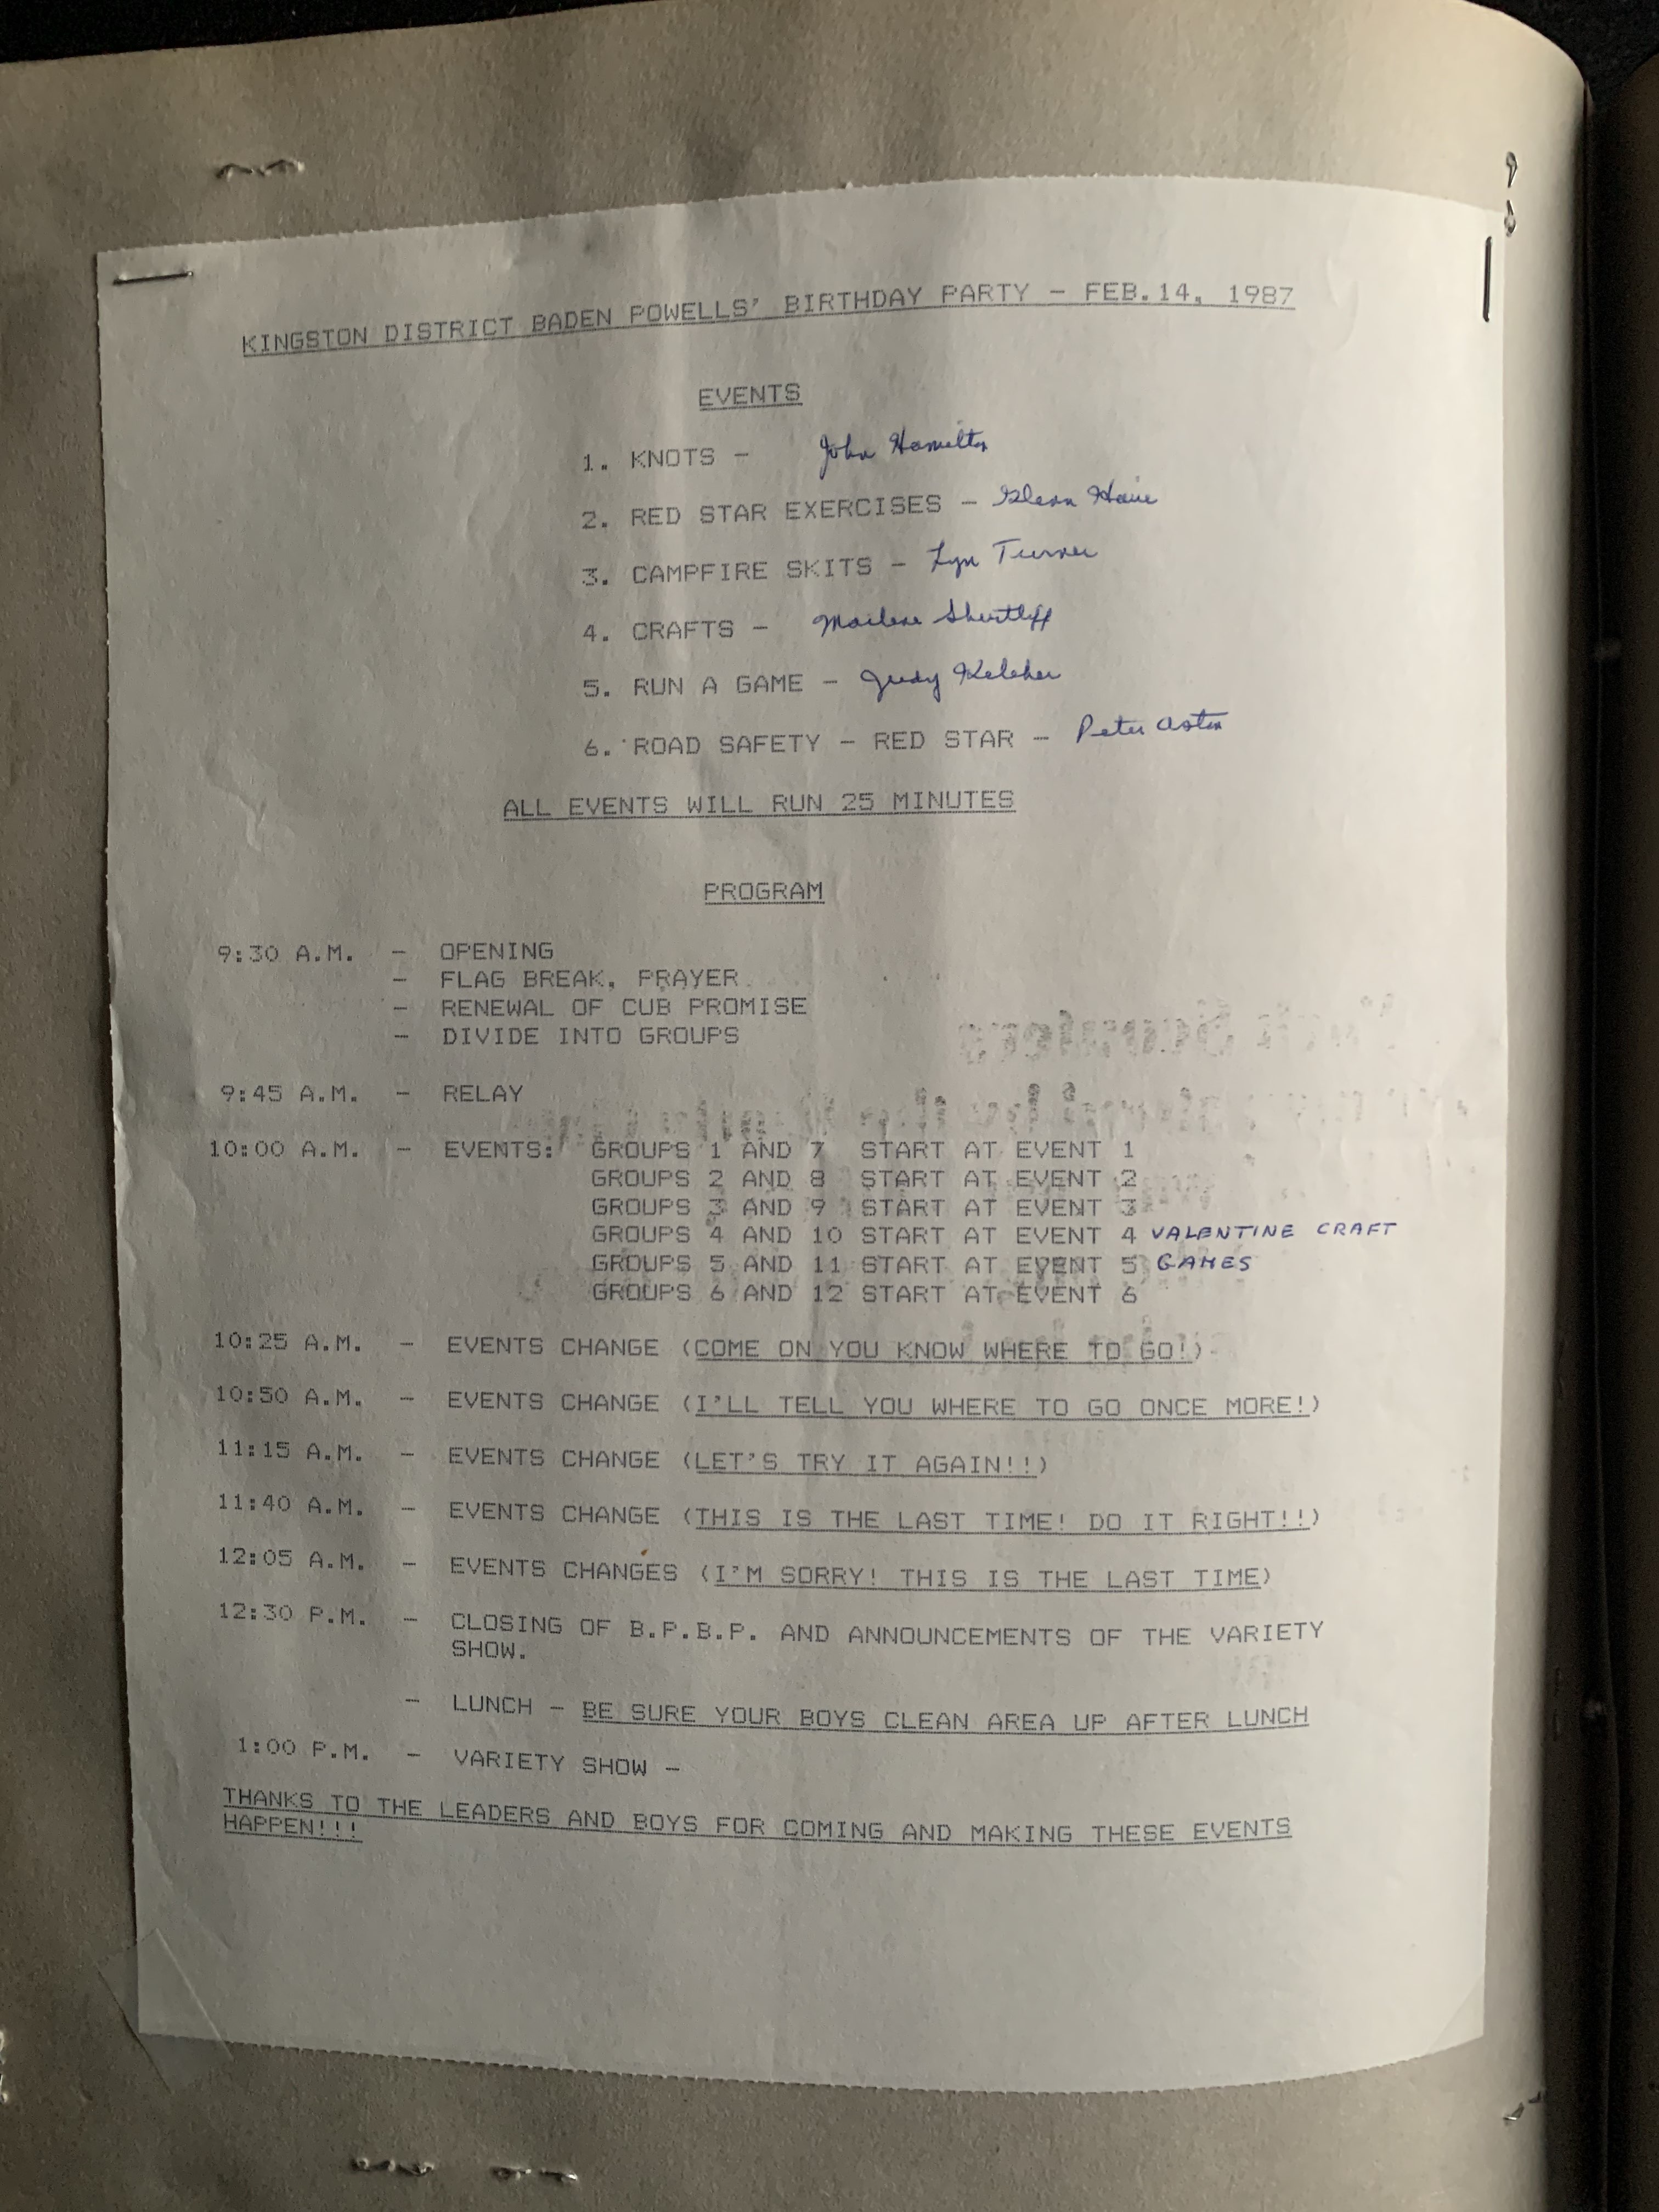 KINGSTON DISTRICT BADEN POWELLS' BIRTHDAY PARTY - FEB.14, 1987
EVENTS
1. KNOTS - John Hamilton
2. RED STAR EXERCISES - Glenn
3. CAMPFIRE SKITS - Lyn Turner
4. CRAFTS - Marlene Shurtliff
5. RUN A GAME - Judy Keleher
6. ROAD SAFETY - RED STAR - Peter Aston
ALL EVENTS WILL RUN 25 MINUTES
PROGRAM
9:30 A.M. - OPENING
- FLAG BREAK, PRAYER
- RENEWAL OF CUB PROMISE
- DIVIDE INTO GROUPS
9:45 A.M. - RELAY
10:00 A.M. - EVENTS: GROUPS 1 AND 7 START AT EVENT 1
GROUPS 2 AND 8 START AT EVENT 2
GROUPS 3 AND 9 START AT EVENT 3
GROUPS 4 AND 10 START AT EVENT 4 VALENTINE CRAFT
GROUPS 5 AND 11 START AT EVENT 5 GAMES
GROUPS 6 AND 12 START AT EVENT 6
10:25 A.M. - EVENTS CHANGE (COME ON YOU KNOW WHERE TO GO!)
10:50 A.M. - EVENTS CHANGE (I'LL TELL YOU WHERE TO GO ONCE MORE!)
11:15 A.M. - EVENTS CHANGE (LET'S TRY IT AGAIN!!)
11:40 A.M. - EVENTS CHANGE (THIS IS THE LAST TIME! DO IT RIGHT!!)
12:05 A.M. - EVENTS CHANGES (I'M SORRY! THIS IS THE LAST TIME)
12:30 P.M. - CLOSING OF B.P.B.P. AND ANNOUNCEMENTS OF THE VARIETY
SHOW.
- LUNCH - BE SURE YOUR BOYS CLEAN AREA UP AFTER LUNCH
1:00 P.M. - VARIETY SHOW -
THANKS TO THE LEADERS AND BOYS FOR COMING AND MAKING THESE EVENTS
HAPPEN!!!